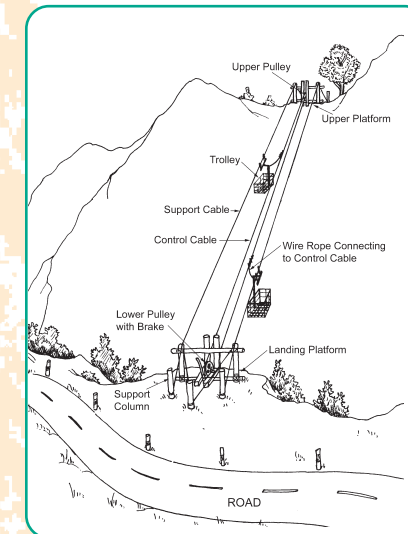 Upper Pulley
Upper Platform
Trolley
Support Cable
Control Cable
Wire Rope Connecting
to Control Cable
Lower Pulley
with Brake
Landing Platform
Support
Column
ROAD